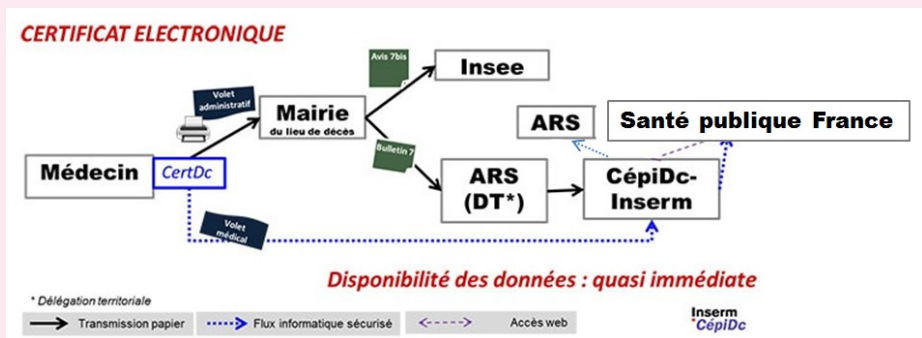 CERTIFICAT ELECTRONIQUE
Avis 7bis
Insee
Volet
administratif
Mairie
du lieu de décès
ARS
Santé publique France
Médecin
CertDc
Bulletin 7
ARS
(DT*)
CépiDc-
Inserm
Volet
médical
Disponibilité des données : quasi immédiate
* Délégation territoriale
Transmission papier
Flux informatique sécurisé
Accès web
Inserm
CépiDc